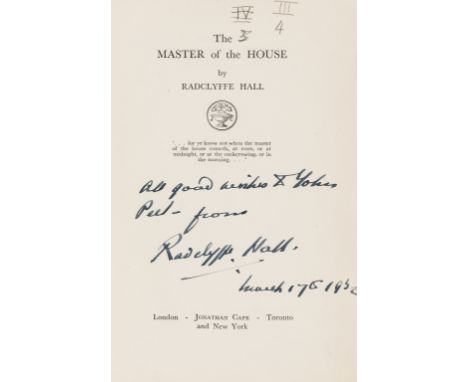 IV III
The 3 4
MASTER of the HOUSE
by
RADCLYFFE HALL
". . . for ye know not when the master
of the house cometh, at even, or at
midnight, or at the cockcrowing, or in
the morning. . . ."
All good wishes to
Peel - from
Radclyffe Hall.
March 17th 1932
London - JONATHAN CAPE - Toronto
and New York